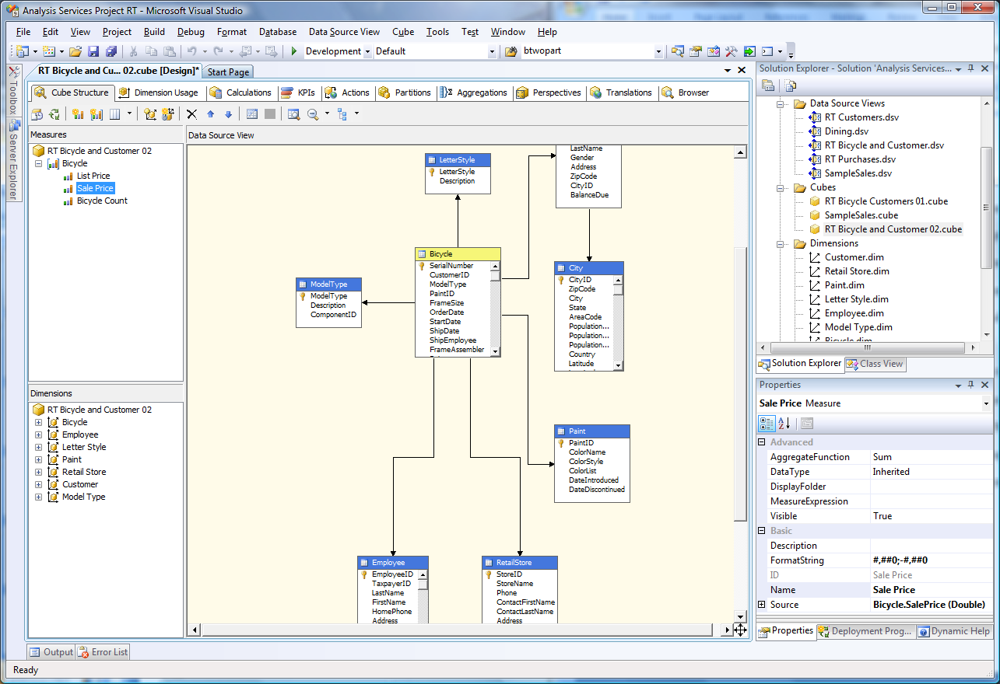 Analysis Services Project RT - Microsoft Visual Studio
File Edit View Project Build Debug Format Database Data Source View Cube Tools Test Window Help
Development Default btwopart
Toolbox
Server Explorer
RT Bicycle and Cu... 02.cube [Design]* Start Page
Cube Structure Dimension Usage Calculations KPIs Actions Partitions Aggregations Perspectives Translations Browser
Measures
RT Bicycle and Customer 02
Bicycle
List Price
Sale Price
Bicycle Count
Dimensions
RT Bicycle and Customer 02
Bicycle
Employee
Letter Style
Paint
Retail Store
Customer
Model Type
Data Source View
LetterStyle
LetterStyle
Description
LastName
Gender
Address
ZipCode
CityID
BalanceDue
Bicycle
SerialNumber
CustomerID
ModelType
PaintID
FrameSize
OrderDate
StartDate
ShipDate
ShipEmployee
FrameAssembler
ModelType
ModelType
Description
ComponentID
City
CityID
ZipCode
City
State
AreaCode
Population...
Population...
Population...
Country
Latitude
Paint
PaintID
ColorName
ColorStyle
ColorList
DateIntroduced
DateDiscontinued
Employee
EmployeeID
TaxpayerID
LastName
FirstName
HomePhone
Address
RetailStore
StoreID
StoreName
Phone
ContactFirstName
ContactLastName
Address
Solution Explorer - Solution 'Analysis Services...
Data Source Views
RT Customers.dsv
Dining.dsv
RT Bicycle and Customer.dsv
RT Purchases.dsv
SampleSales.dsv
Cubes
RT Bicycle Customers 01.cube
SampleSales.cube
RT Bicycle and Customer 02.cube
Dimensions
Customer.dim
Retail Store.dim
Paint.dim
Letter Style.dim
Employee.dim
Model Type.dim
Bicycle.dim
Solution Explorer Class View
Properties
Sale Price Measure
Advanced
AggregateFunction Sum
DataType Inherited
DisplayFolder
MeasureExpression
Visible True
Basic
Description
FormatString #,##0;-#,##0
ID Sale Price
Name Sale Price
Source Bicycle.SalePrice (Double)
Properties Deployment Prog... Dynamic Help
Output Error List
Ready